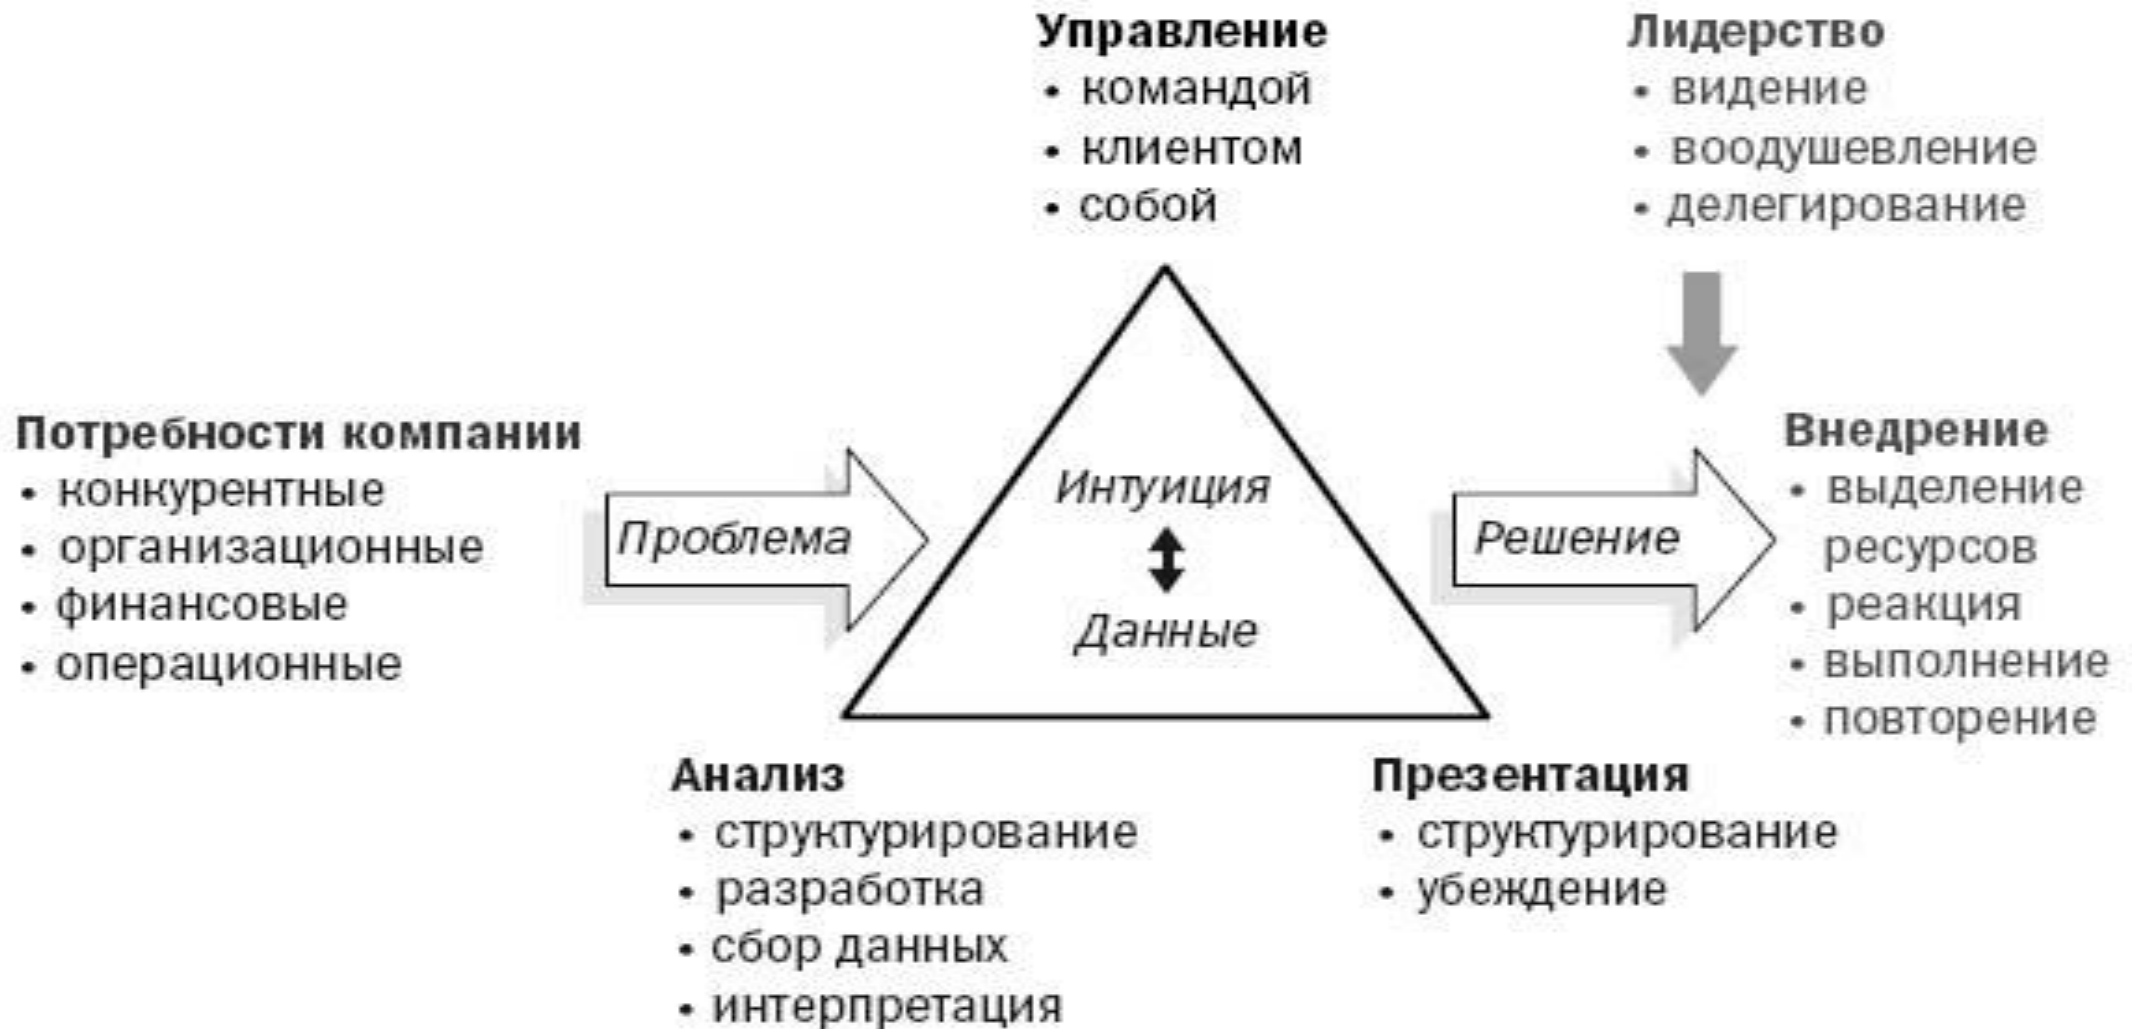 Управление
• командой
• клиентом
• собой
Лидерство
• видение
• воодушевление
• делегирование
Потребности компании
• конкурентные
• организационные
• финансовые
• операционные
Проблема
Интуиция
Данные
Решение
Внедрение
• выделение
ресурсов
• реакция
• выполнение
• повторение
Анализ
• структурирование
• разработка
• сбор данных
• интерпретация
Презентация
• структурирование
• убеждение